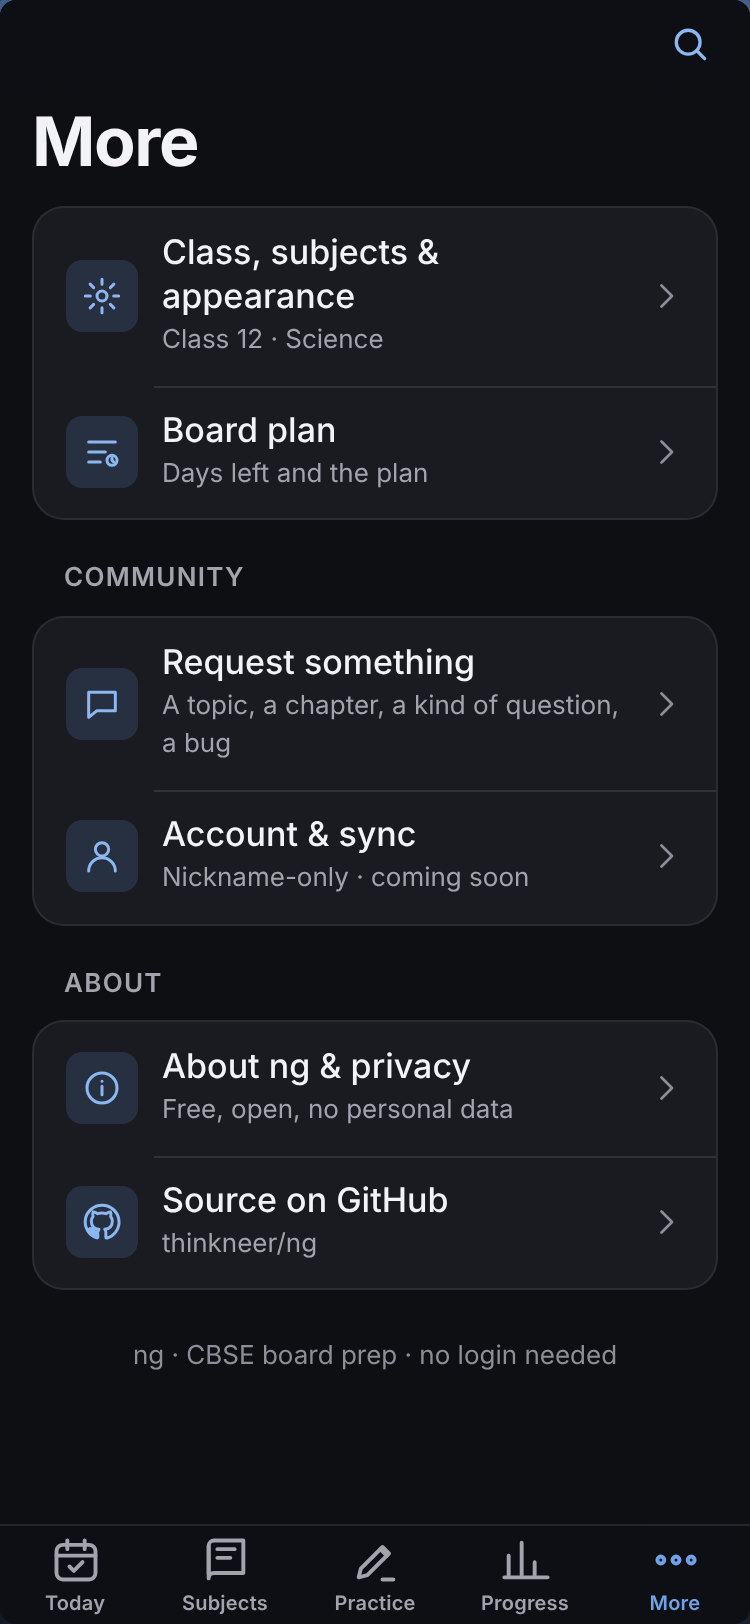 More
Class, subjects &
appearance
Class 12 · Science
Board plan
Days left and the plan
COMMUNITY
Request something
A topic, a chapter, a kind of question,
a bug
Account & sync
Nickname-only · coming soon
ABOUT
About ng & privacy
Free, open, no personal data
Source on GitHub
thinkneer/ng
ng · CBSE board prep · no login needed
Today
Subjects
Practice
Progress
More